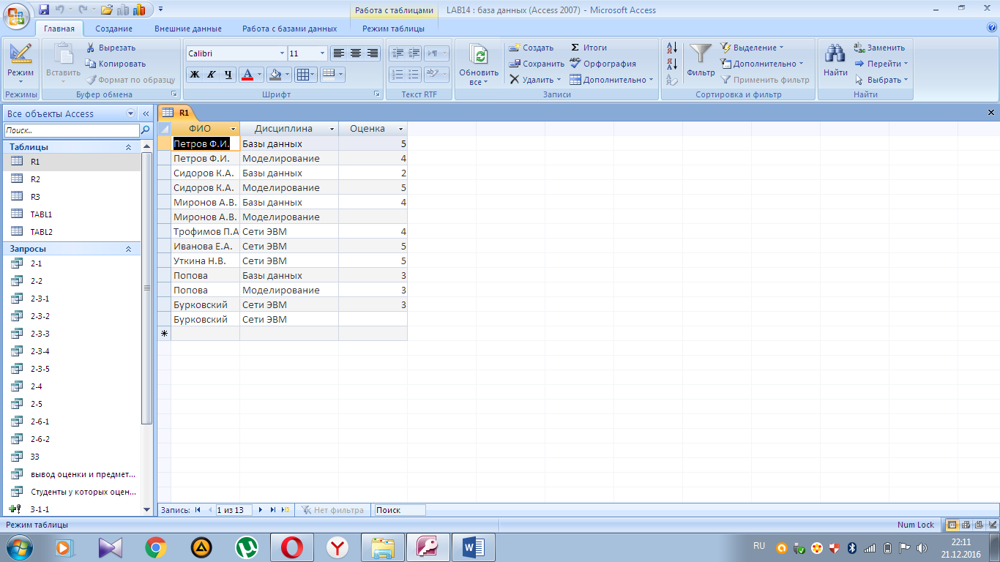 Работа с таблицами LAB14 : база данных (Access 2007) - Microsoft Access
Главная Создание Внешние данные Работа с базами данных Режим таблицы
Режим
Режимы
Вставить
Вырезать
Копировать
Формат по образцу
Буфер обмена
Calibri 11
Ж К Ч А
Шрифт
Текст RTF
Обновить все
Создать
Сохранить
Удалить
Итоги
Орфография
Дополнительно
Записи
Фильтр
Выделение
Дополнительно
Применить фильтр
Сортировка и фильтр
Найти
Заменить
Перейти
Выбрать
Найти
Все объекты Access
Поиск...
Таблицы
R1
R2
R3
TABL1
TABL2
Запросы
2-1
2-2
2-3-1
2-3-2
2-3-3
2-3-4
2-3-5
2-4
2-5
2-6-1
2-6-2
33
вывод оценки и предмет...
Студенты у которых оцен...
3-1-1
R1
ФИО Дисциплина Оценка
Петров Ф.И. Базы данных 5
Петров Ф.И. Моделирование 4
Сидоров К.А. Базы данных 2
Сидоров К.А. Моделирование 5
Миронов А.В. Базы данных 4
Миронов А.В. Моделирование
Трофимов П.А Сети ЭВМ 4
Иванова Е.А. Сети ЭВМ 5
Уткина Н.В. Сети ЭВМ 5
Попова Базы данных 3
Попова Моделирование 3
Бурковский Сети ЭВМ 3
Бурковский Сети ЭВМ
Запись: 1 из 13 Нет фильтра Поиск
Режим таблицы Num Lock
RU 22:11
21.12.2016